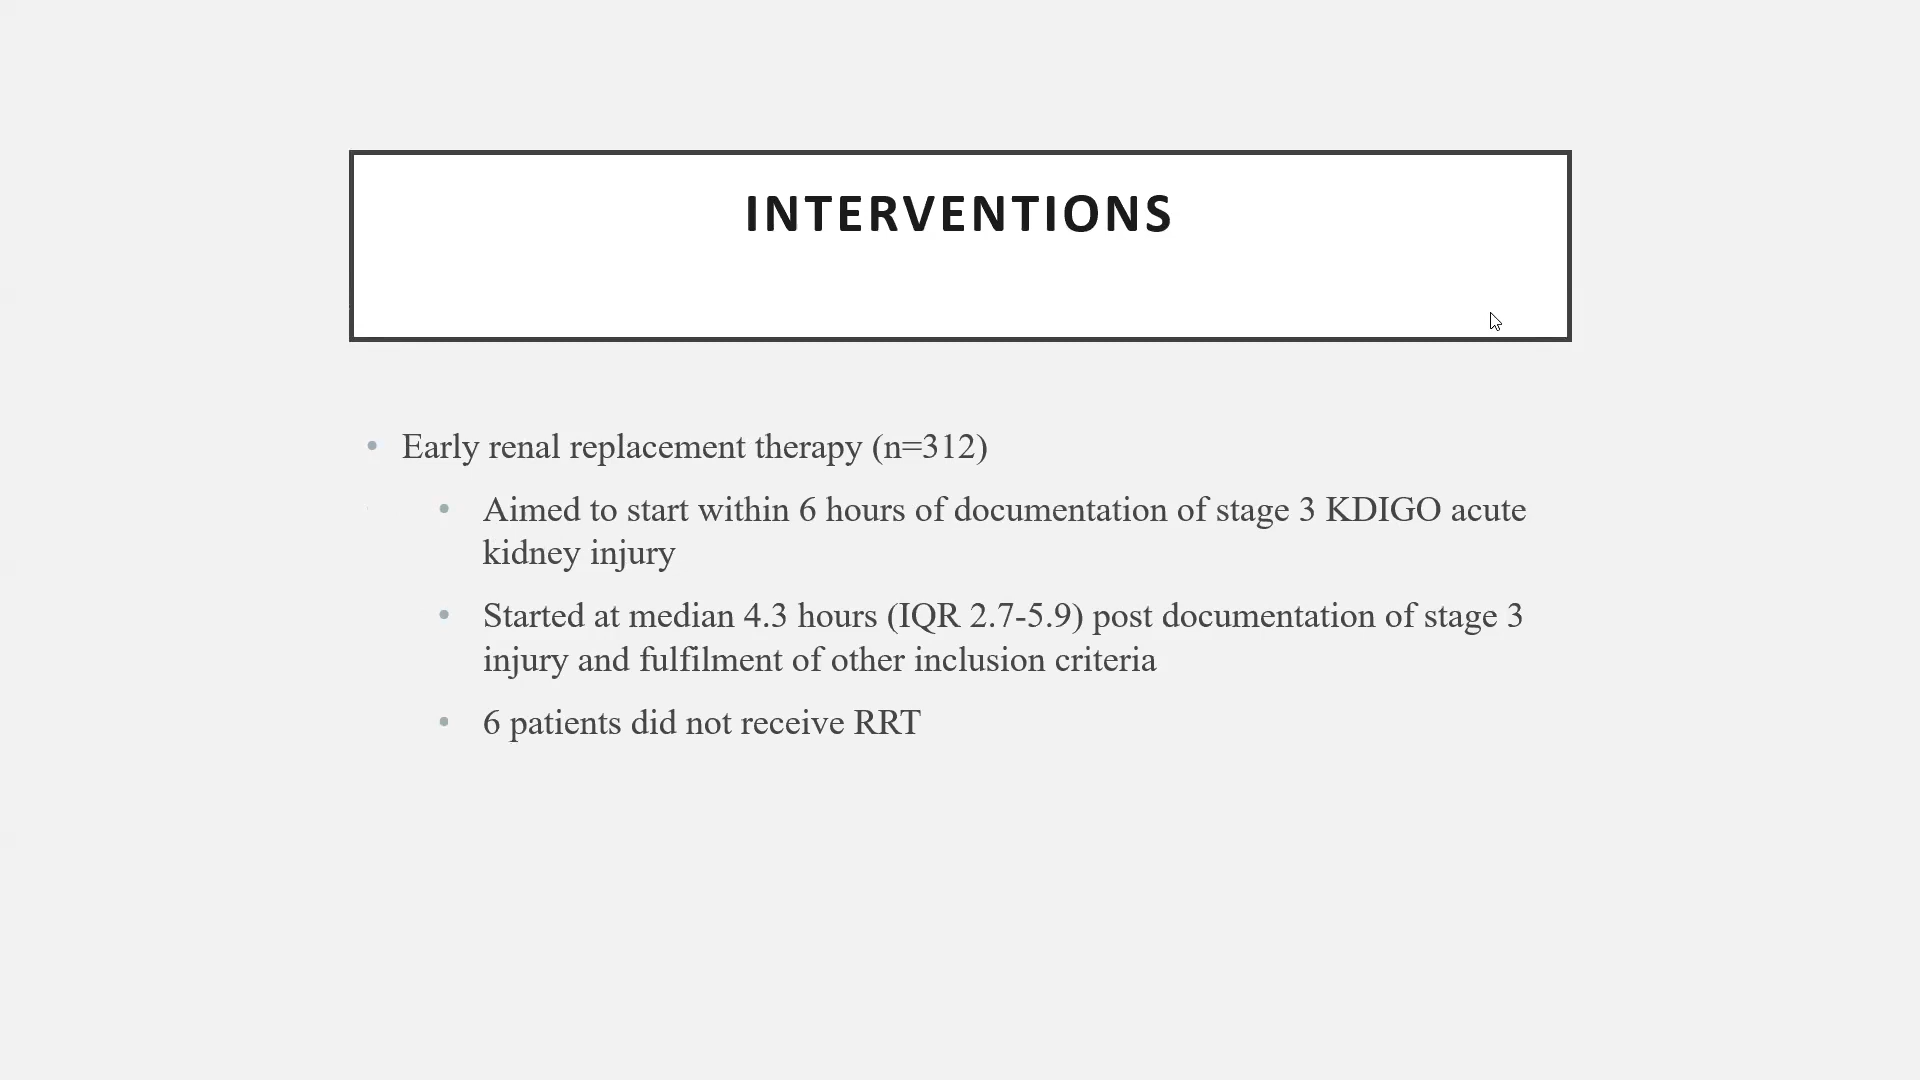 INTERVENTIONS
• Early renal replacement therapy (n=312)
• Aimed to start within 6 hours of documentation of stage 3 KDIGO acute
kidney injury
• Started at median 4.3 hours (IQR 2.7-5.9) post documentation of stage 3
injury and fulfilment of other inclusion criteria
• 6 patients did not receive RRT